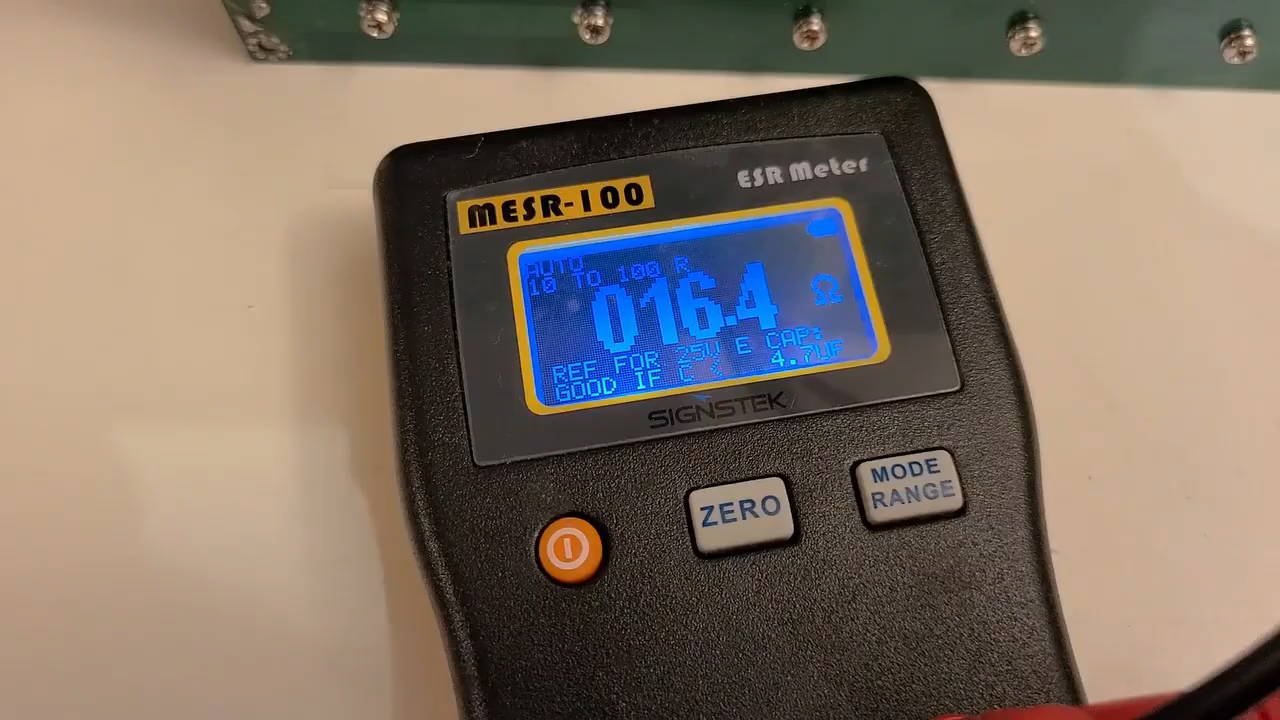 MESR-100
ESR Meter
AUTO
10 TO 100 R
016.4 Ω
REF FOR 25V E CAP:
GOOD IF C < 4.7UF
SIGNSTEK
ZERO
MODE
RANGE